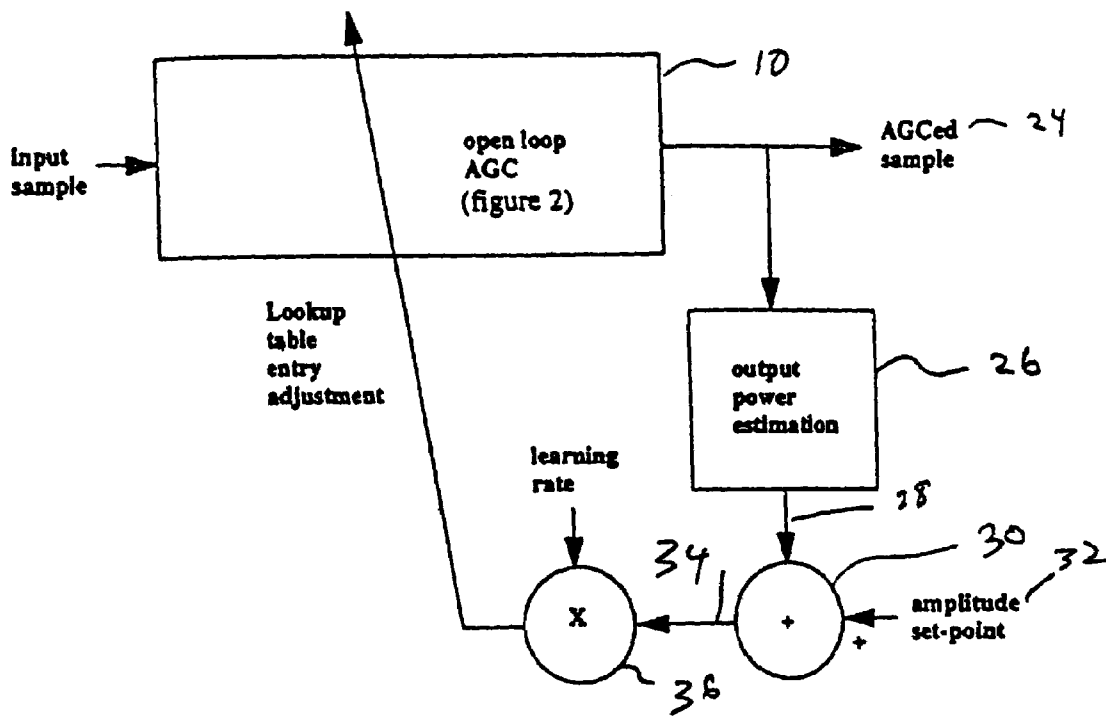 10
Input
sample
open loop
AGC
(figure 2)
AGCed
sample
24
Lookup
table
entry
adjustment
output
power
estimation
26
learning
rate
28
34
30
32
X
+
+
amplitude
set-point
36